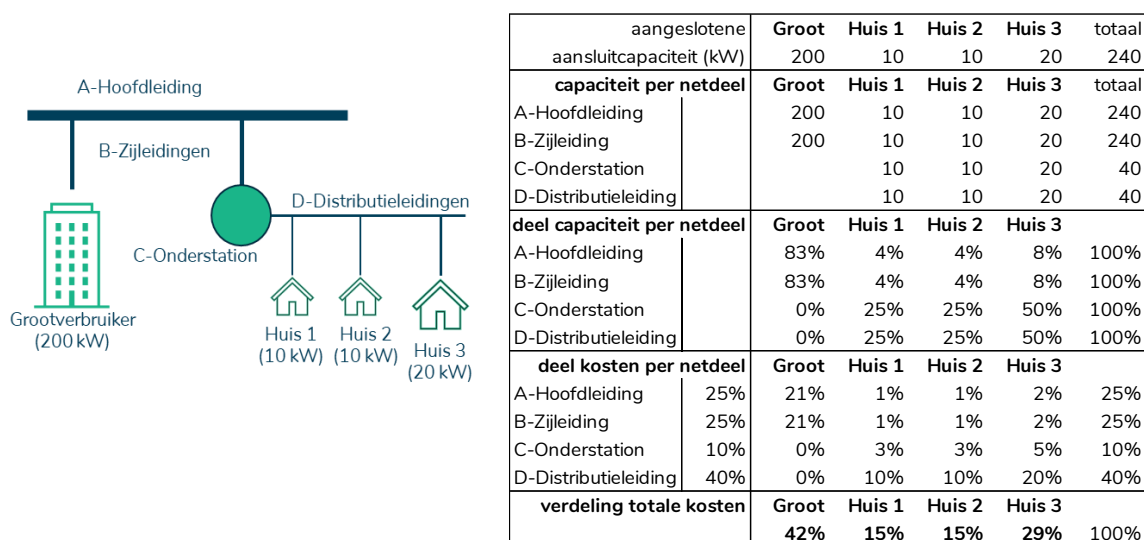 A-Hoofdleiding
B-Zijleidingen
D-Distributieleidingen
C-Onderstation
Grootverbruiker
(200 kW)
Huis 1
(10 kW)
Huis 2
(10 kW)
Huis 3
(20 kW)
aangeslotene Groot Huis 1 Huis 2 Huis 3 totaal
aansluitcapaciteit (kW) 200 10 10 20 240
capaciteit per netdeel Groot Huis 1 Huis 2 Huis 3 totaal
A-Hoofdleiding 200 10 10 20 240
B-Zijleiding 200 10 10 20 240
C-Onderstation 10 10 20 40
D-Distributieleiding 10 10 20 40
deel capaciteit per netdeel Groot Huis 1 Huis 2 Huis 3
A-Hoofdleiding 83% 4% 4% 8% 100%
B-Zijleiding 83% 4% 4% 8% 100%
C-Onderstation 0% 25% 25% 50% 100%
D-Distributieleiding 0% 25% 25% 50% 100%
deel kosten per netdeel Groot Huis 1 Huis 2 Huis 3
A-Hoofdleiding 25% 21% 1% 1% 2% 25%
B-Zijleiding 25% 21% 1% 1% 2% 25%
C-Onderstation 10% 0% 3% 3% 5% 10%
D-Distributieleiding 40% 0% 10% 10% 20% 40%
verdeling totale kosten Groot Huis 1 Huis 2 Huis 3
42% 15% 15% 29% 100%